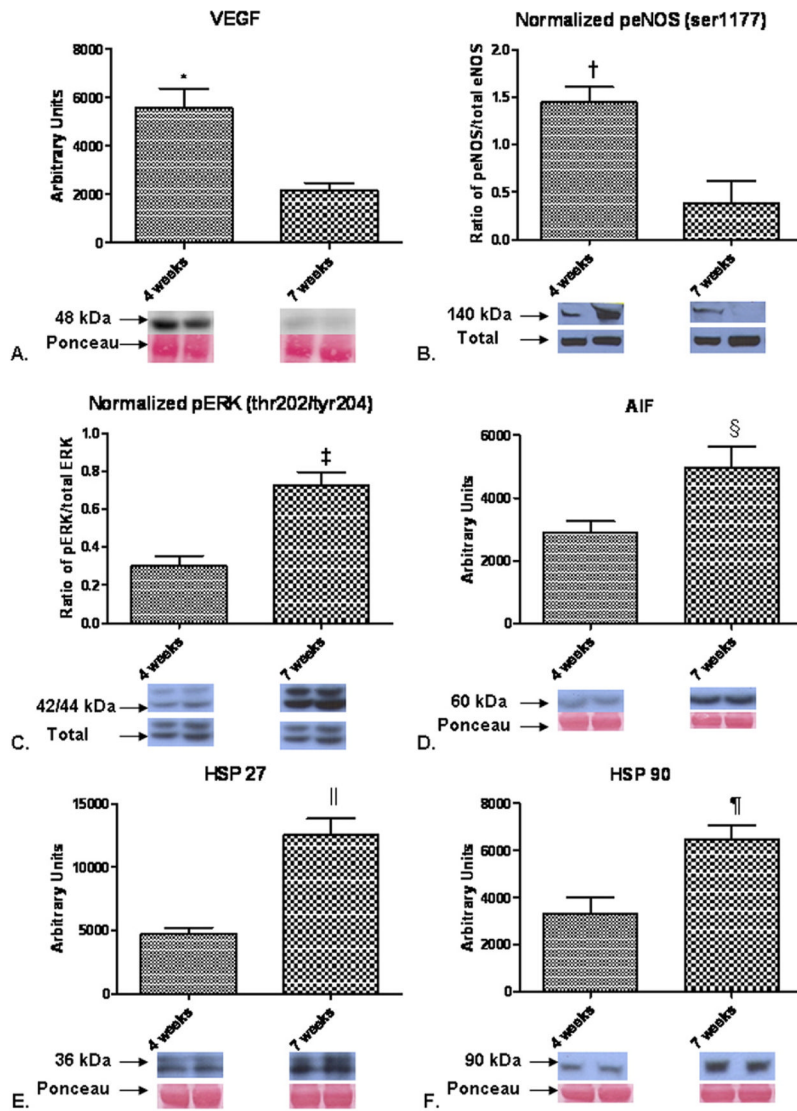 VEGF
Arbitrary Units
8000
6000
4000
2000
0
*
4 weeks
7 weeks
48 kDa
Ponceau
A.
Normalized peNOS (ser1177)
Ratio of peNOS/total eNOS
2.0
1.5
1.0
0.5
0.0
†
4 weeks
7 weeks
140 kDa
Total
B.
Normalized pERK (thr202/tyr204)
Ratio of pERK/total ERK
1.0
0.8
0.6
0.4
0.2
0.0
‡
4 weeks
7 weeks
42/44 kDa
Total
C.
AIF
Arbitrary Units
6000
4000
2000
0
§
4 weeks
7 weeks
60 kDa
Ponceau
D.
HSP 27
Arbitrary Units
15000
10000
5000
0
||
4 weeks
7 weeks
36 kDa
Ponceau
E.
HSP 90
Arbitrary Units
8000
6000
4000
2000
0
¶
4 weeks
7 weeks
90 kDa
Ponceau
F.